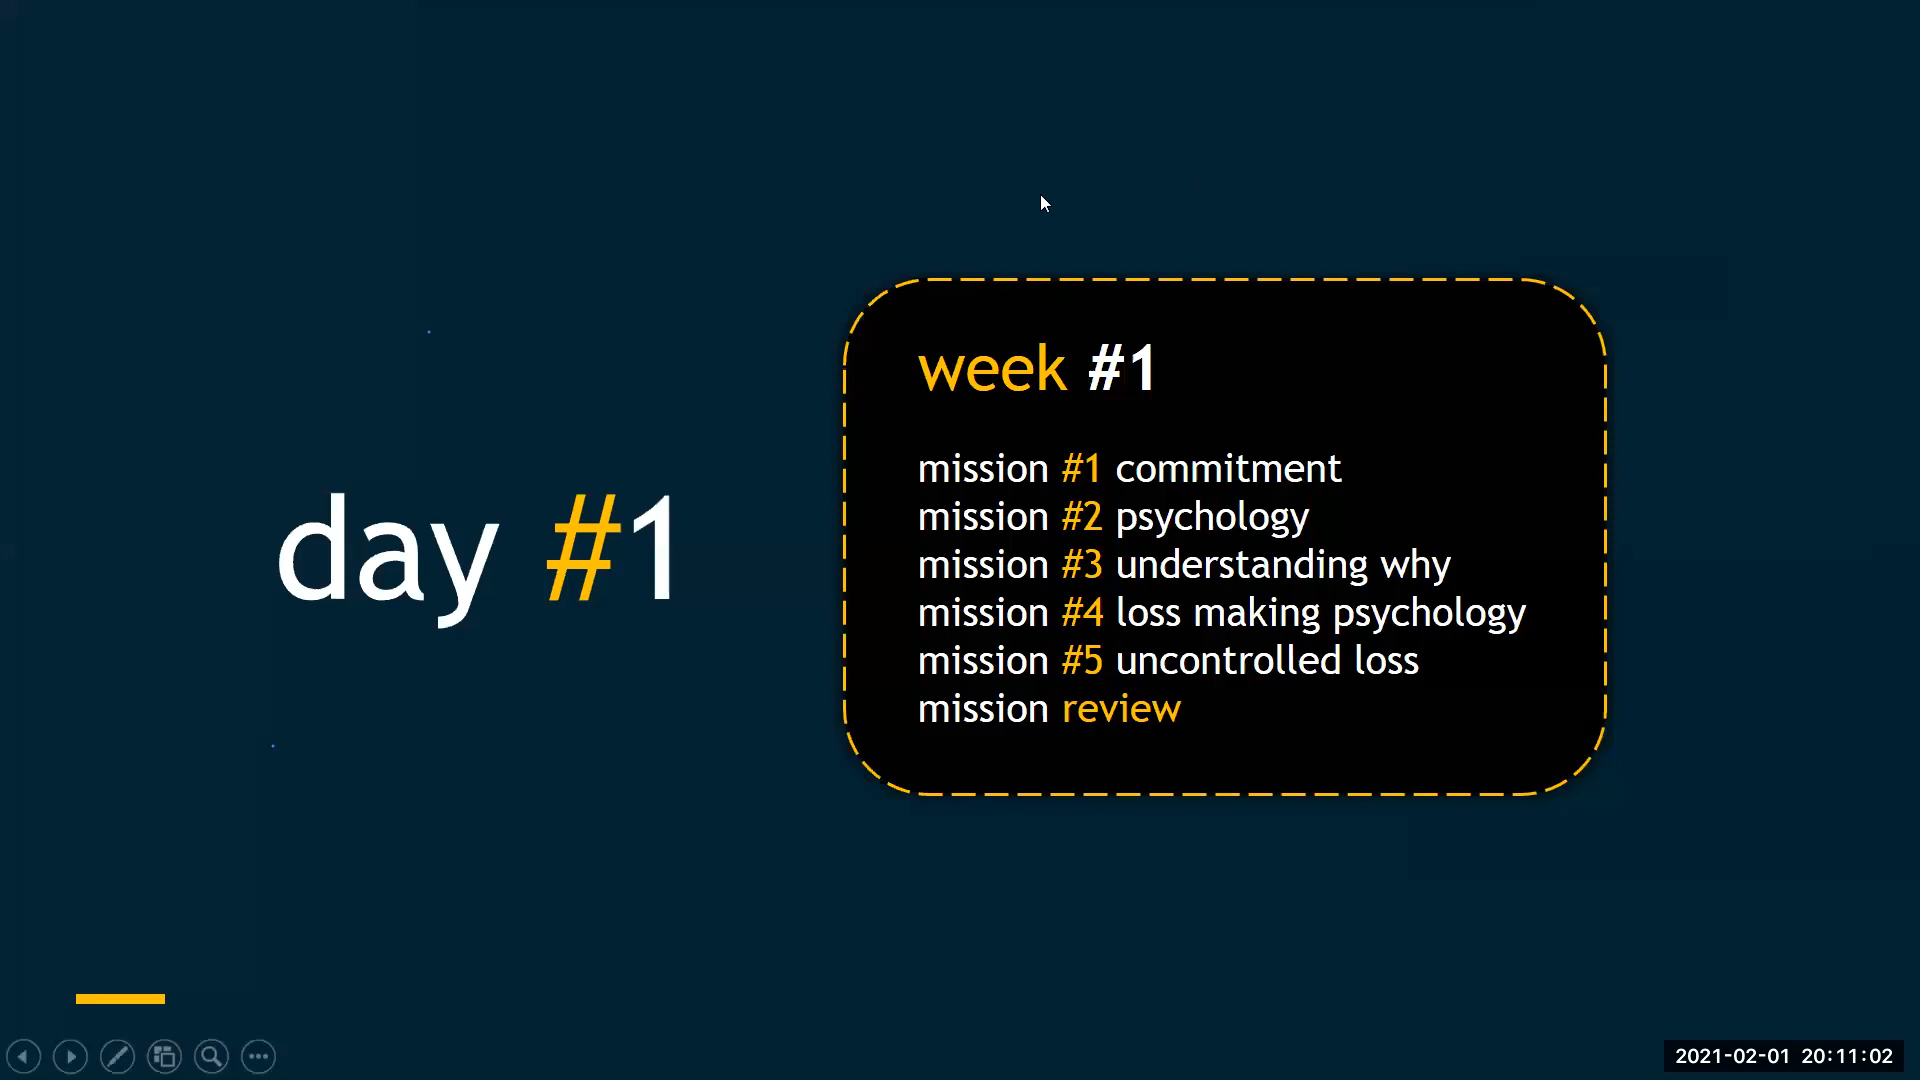 day #1
week #1
mission #1 commitment
mission #2 psychology
mission #3 understanding why
mission #4 loss making psychology
mission #5 uncontrolled loss
mission review
2021-02-01 20:11:02